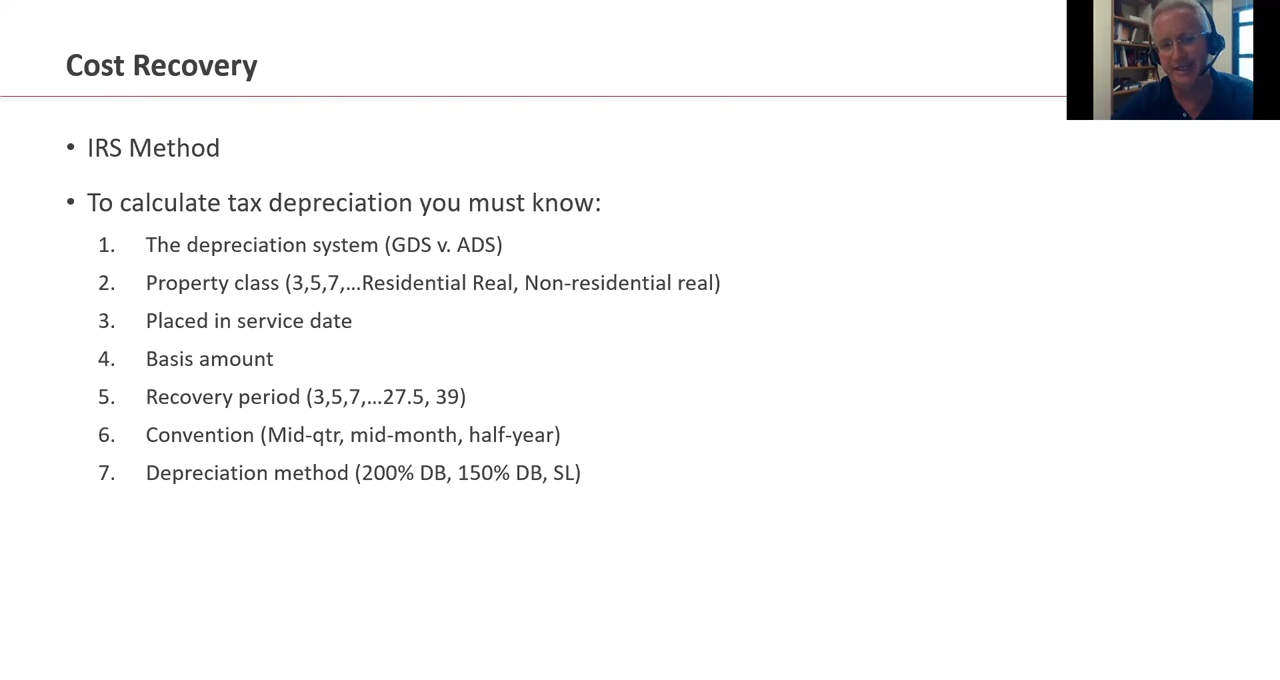 Cost Recovery
• IRS Method
• To calculate tax depreciation you must know:
1. The depreciation system (GDS v. ADS)
2. Property class (3,5,7,...Residential Real, Non-residential real)
3. Placed in service date
4. Basis amount
5. Recovery period (3,5,7,...27.5, 39)
6. Convention (Mid-qtr, mid-month, half-year)
7. Depreciation method (200% DB, 150% DB, SL)